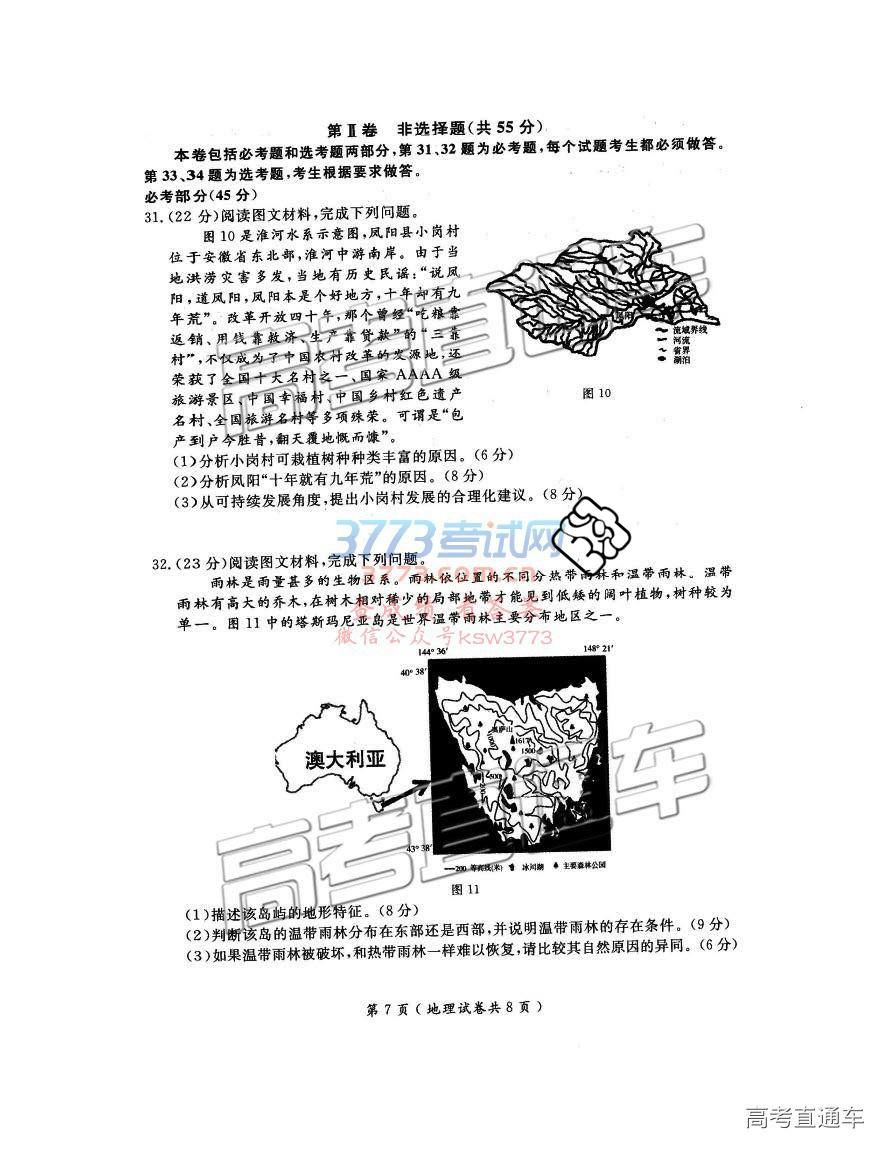 第Ⅱ卷 非选择题(共55分)
本卷包括必考题和选考题两部分,第31、32题为必考题,每个试题考生都必须做答。
第33、34题为选考题,考生根据要求做答。
必考部分(45分)
31.(22分)阅读图文材料,完成下列问题。
图10是淮河水系示意图,凤阳县小岗村
位于安徽省东北部,淮河中游南岸。由于当
地洪涝灾害多发,当地有历史民谣:“说凤
阳,道凤阳,凤阳本是个好地方,十年却有九
年荒”。改革开放四十年,那个曾经“吃粮靠
返销、用钱靠救济、生产靠贷款”的“三靠
村”,不仅成为了中国农村改革的发源地,还
荣获了全国十大名村之一、国家AAAA级
旅游景区、中国幸福村、中国乡村红色遗产
名村、全国旅游名村等多项殊荣。可谓是“包
产到户今胜昔,翻天覆地慨而慷”。
凤阳
流域界线
河流
省界
湖泊
图10
(1)分析小岗村可栽植树种种类丰富的原因。(6分)
(2)分析凤阳“十年就有九年荒”的原因。(8分)
(3)从可持续发展角度,提出小岗村发展的合理化建议。(8分)
3773考试网
3773.com.cn
查成绩 有答案
微信公众号ksw3773
32.(23分)阅读图文材料,完成下列问题。
雨林是雨量甚多的生物区系。雨林依位置的不同分热带雨林和温带雨林。温带
雨林有高大的乔木,在树木相对稀少的局部地带才能见到低矮的阔叶植物,树种较为
单一。图11中的塔斯玛尼亚岛是世界温带雨林主要分布地区之一。
144°36′
148°21′
40°38′
澳大利亚
奥萨山
1617
1500
1000
500
200
43°38′
200 等高线(米) 冰川湖 主要森林公园
图11
(1)描述该岛屿的地形特征。(8分)
(2)判断该岛的温带雨林分布在东部还是西部,并说明温带雨林的存在条件。(9分)
(3)如果温带雨林被破坏,和热带雨林一样难以恢复,请比较其自然原因的异同。(6分)
第7页(地理试卷共8页)
高考直通车
高考直通车
高考直通车